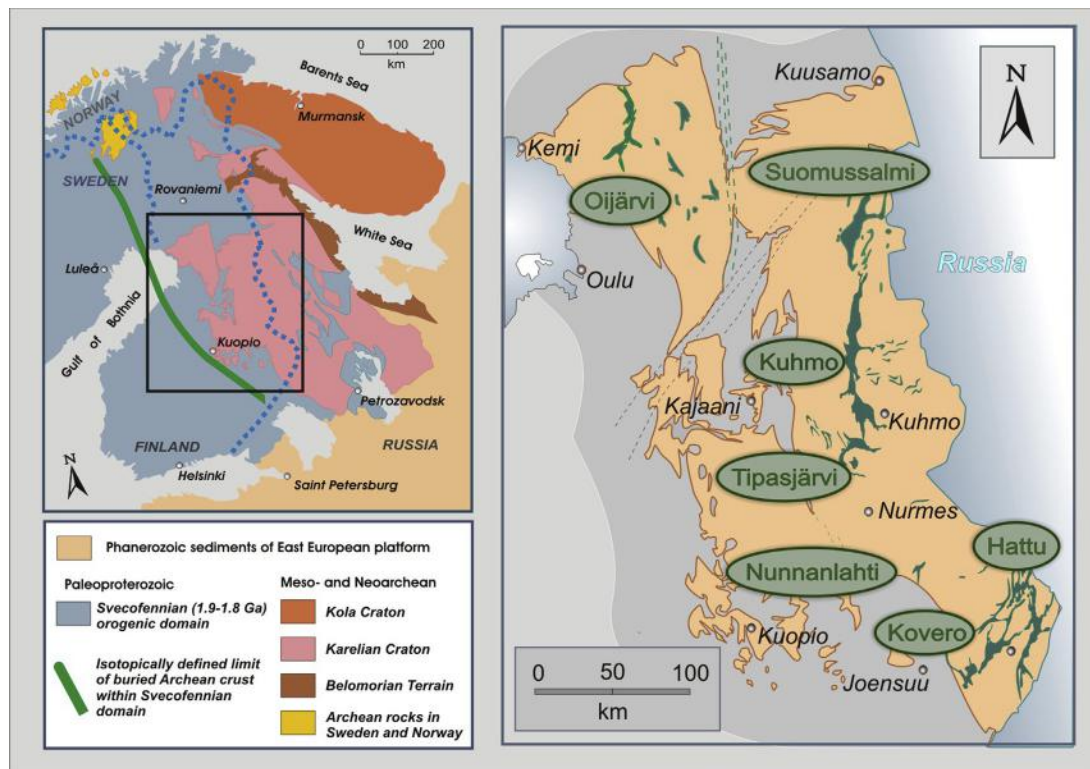 0 100 200
km
Barents Sea
NORWAY
Murmansk
SWEDEN
Rovaniemi
White Sea
Luleå
Gulf of Bothnia
Kuopio
Petrozavodsk
FINLAND
RUSSIA
N
Helsinki
Saint Petersburg
Phanerozoic sediments of East European platform
Paleoproterozoic
Svecofennian (1.9-1.8 Ga)
orogenic domain
Isotopically defined limit
of buried Archean crust
within Svecofennian
domain
Meso- and Neoarchean
Kola Craton
Karelian Craton
Belomorian Terrain
Archean rocks in
Sweden and Norway
Kuusamo
N
Kemi
Suomussalmi
Oijärvi
Russia
Oulu
Kuhmo
Kajaani
Kuhmo
Tipasjärvi
Nurmes
Hattu
Nunnanlahti
Kuopio
Kovero
Joensuu
0 50 100
km